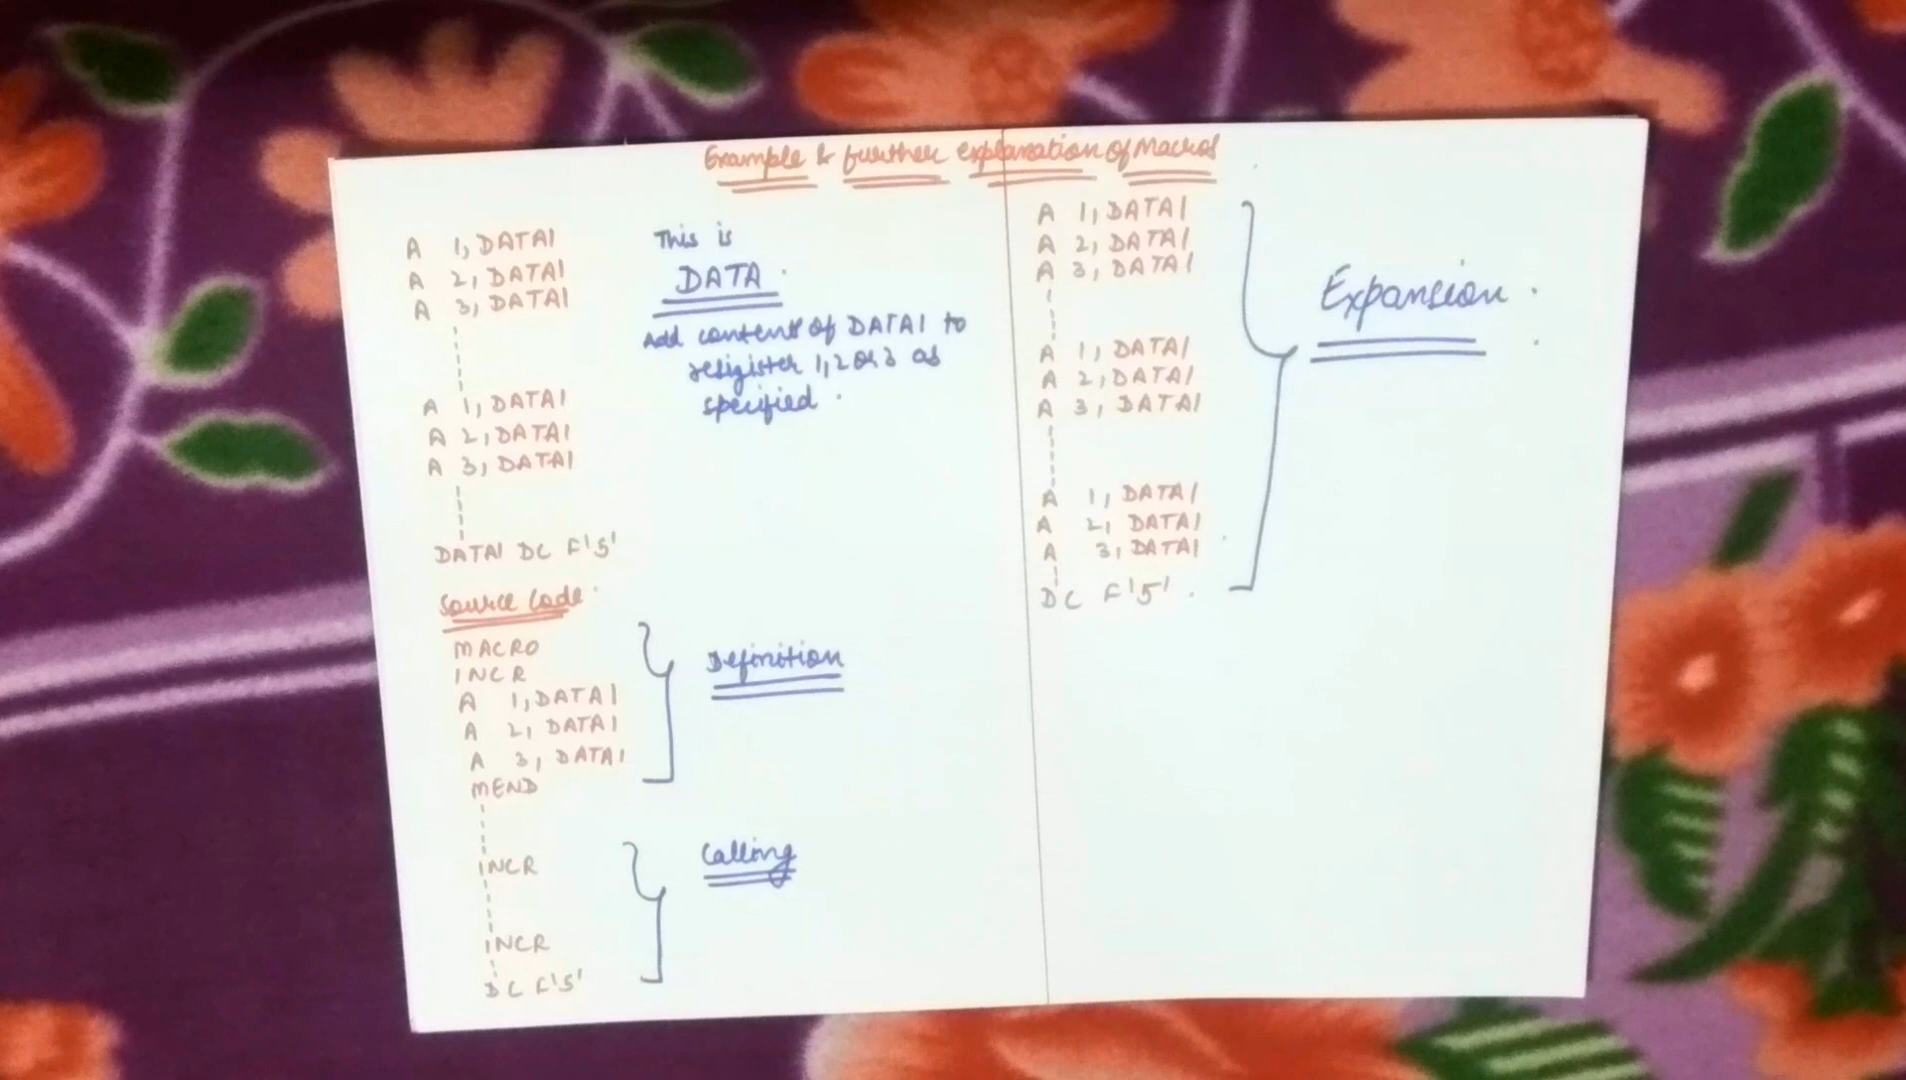 Example & further explanation of Macros
A 1, DATA1
A 2, DATA1
A 3, DATA1
A 1, DATA1
A 2, DATA1
A 3, DATA1
DATA1 DC F'5'
This is
DATA.
Add contents of DATA1 to
register 1, 2 or 3 as
specified.
Source Code.
MACRO
INCR
A 1, DATA1
A 2, DATA1
A 3, DATA1
MEND
Definition
INCR
INCR
DC F'5'
Calling
A 1, DATA1
A 2, DATA1
A 3, DATA1
A 1, DATA1
A 2, DATA1
A 3, DATA1
A 1, DATA1
A 2, DATA1
A 3, DATA1
DC F'5'.
Expansion.